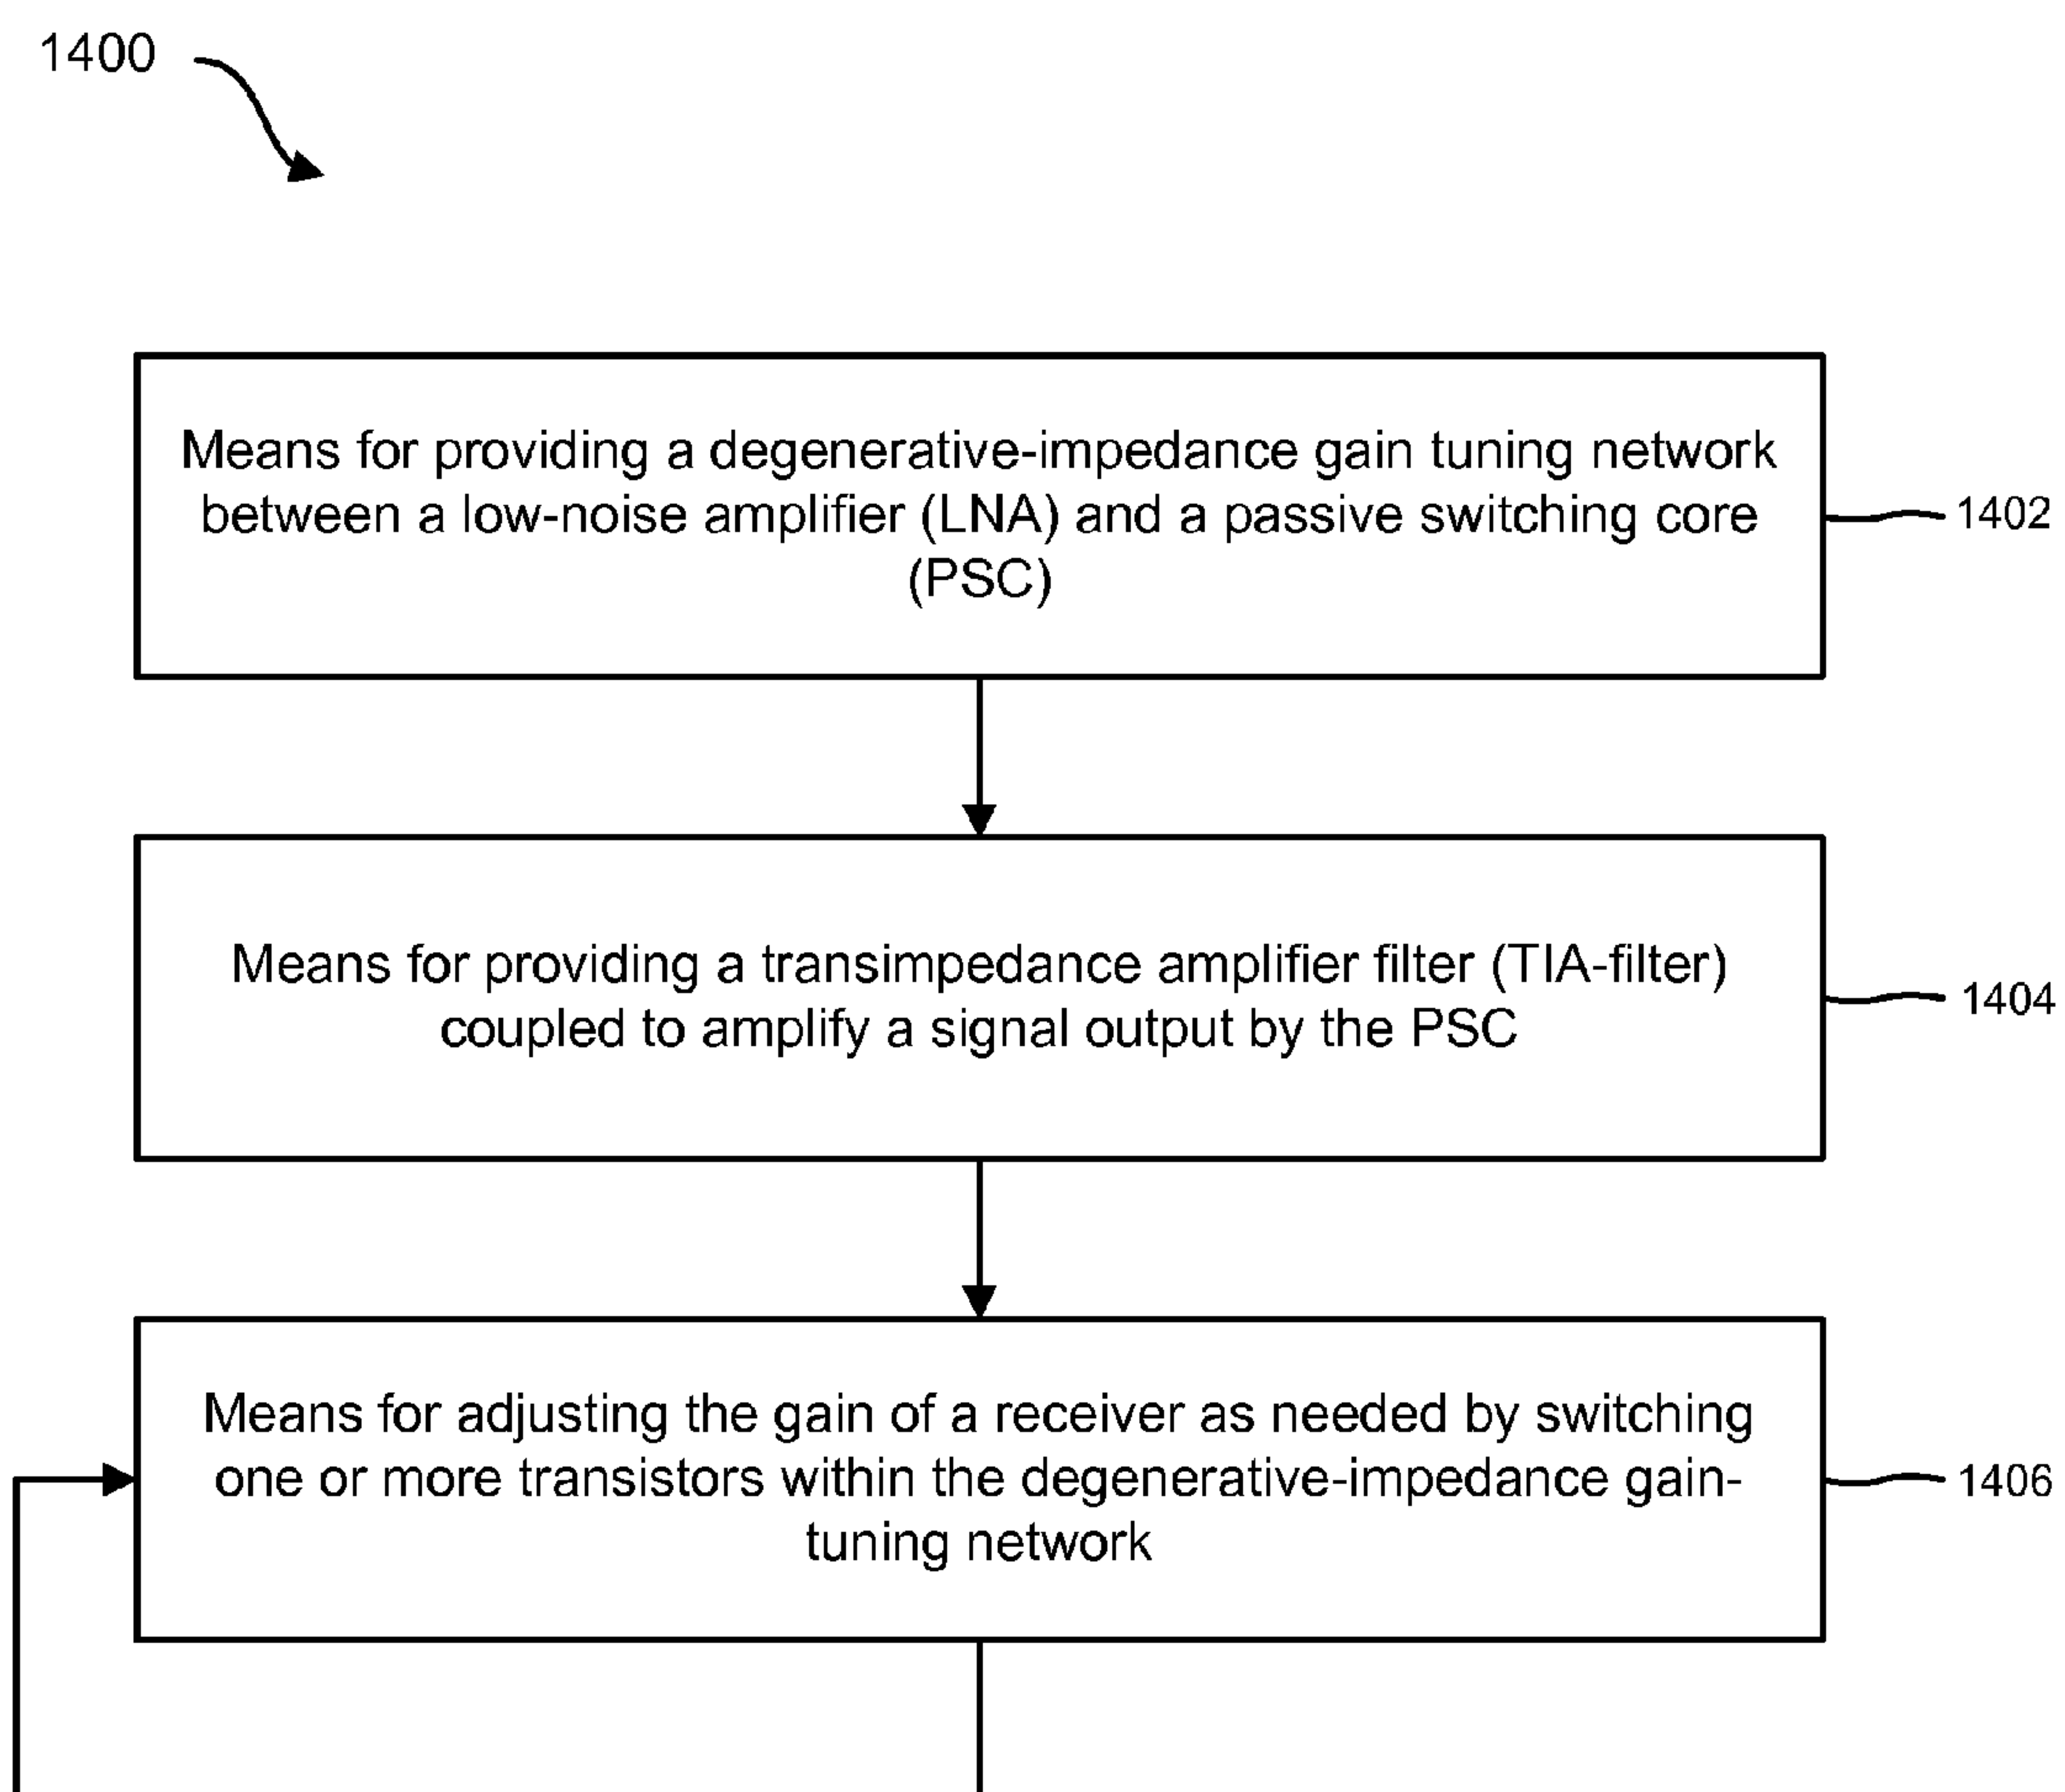 1400
Means for providing a degenerative-impedance gain tuning network
between a low-noise amplifier (LNA) and a passive switching core
(PSC)
1402
Means for providing a transimpedance amplifier filter (TIA-filter)
coupled to amplify a signal output by the PSC
1404
Means for adjusting the gain of a receiver as needed by switching
one or more transistors within the degenerative-impedance gain-
tuning network
1406